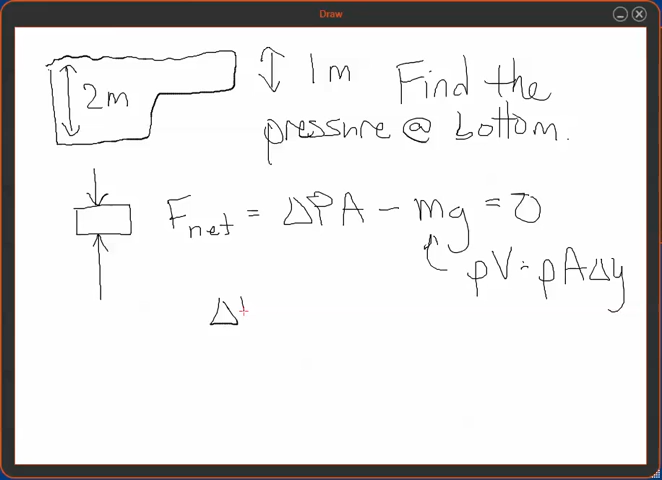 Draw
2m
1m
Find the
pressure @ bottom.
Fnet = ΔPA - mg = 0
ρV = ρAΔy
Δ